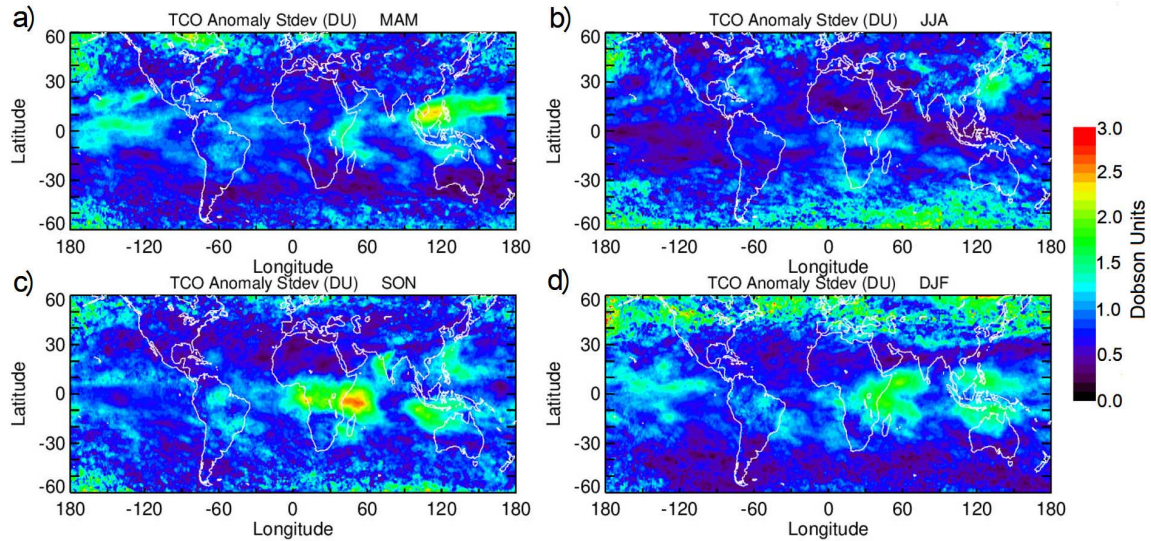 a) TCO Anomaly Stdev (DU) MAM
60
30
0
-30
-60
Latitude
180 -120 -60 0 60 120 180
Longitude
b) TCO Anomaly Stdev (DU) JJA
60
30
0
-30
-60
Latitude
180 -120 -60 0 60 120 180
Longitude
c) TCO Anomaly Stdev (DU) SON
60
30
0
-30
-60
Latitude
180 -120 -60 0 60 120 180
Longitude
d) TCO Anomaly Stdev (DU) DJF
60
30
0
-30
-60
Latitude
180 -120 -60 0 60 120 180
Longitude
3.0
2.5
2.0
1.5
1.0
0.5
0.0
Dobson Units